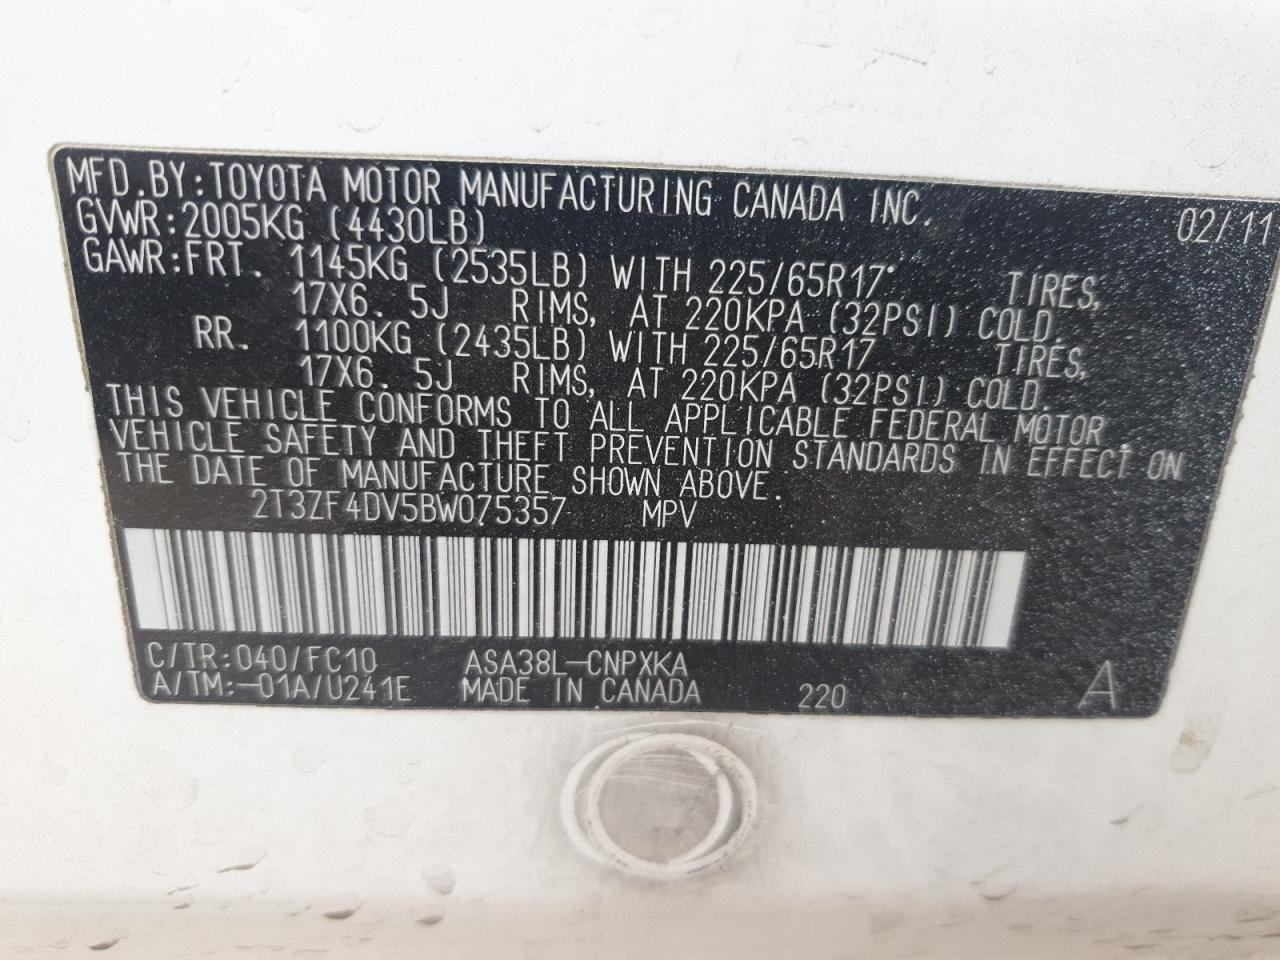 MFD.BY:TOYOTA MOTOR MANUFACTURING CANADA INC. 02/11
GVWR:2005KG (4430LB)
GAWR:FRT. 1145KG (2535LB) WITH 225/65R17 TIRES,
17X6.5J RIMS, AT 220KPA (32PSI) COLD.
RR. 1100KG (2435LB) WITH 225/65R17 TIRES,
17X6.5J RIMS, AT 220KPA (32PSI) COLD.
THIS VEHICLE CONFORMS TO ALL APPLICABLE FEDERAL MOTOR
VEHICLE SAFETY AND THEFT PREVENTION STANDARDS IN EFFECT ON
THE DATE OF MANUFACTURE SHOWN ABOVE.
2T3ZF4DV5BW075357 MPV
C/TR:040/FC10 ASA38L-CNPXKA
A/TM:-01A/U241E MADE IN CANADA 220 A